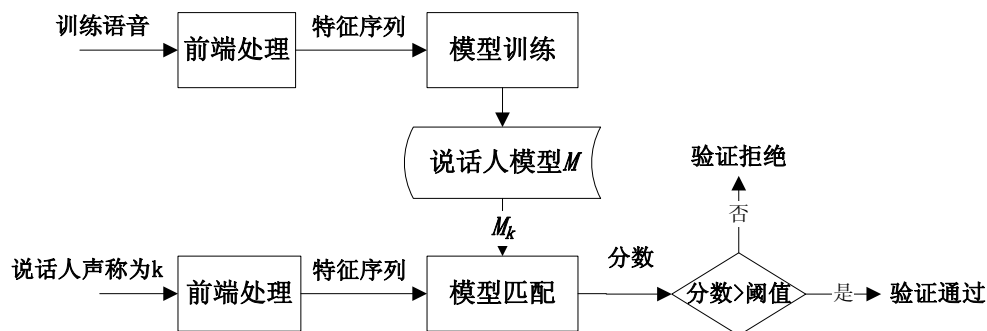 训练语音
前端处理
特征序列
模型训练
说话人模型M
M_k
说话人声称为k
前端处理
特征序列
模型匹配
分数
分数>阈值
否
验证拒绝
是
验证通过